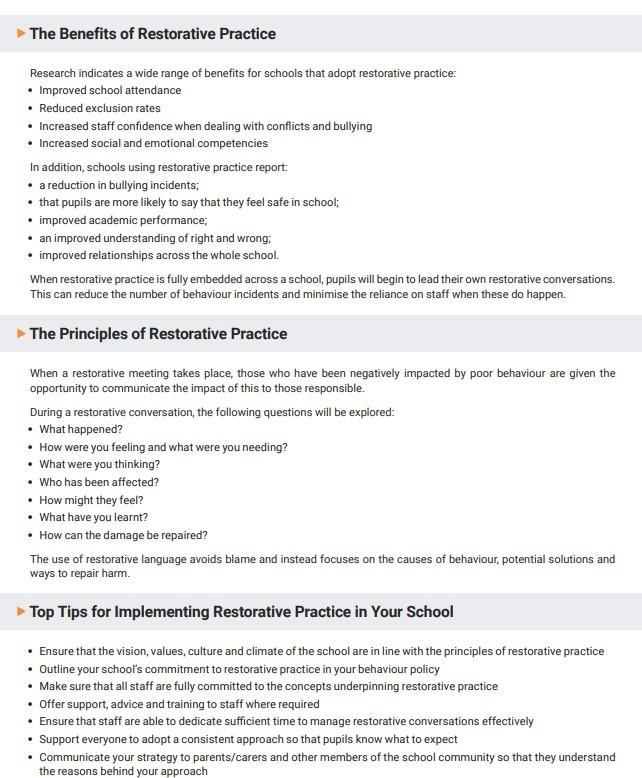 The Benefits of Restorative Practice
Research indicates a wide range of benefits for schools that adopt restorative practice:
• Improved school attendance
• Reduced exclusion rates
• Increased staff confidence when dealing with conflicts and bullying
• Increased social and emotional competencies
In addition, schools using restorative practice report:
• a reduction in bullying incidents;
• that pupils are more likely to say that they feel safe in school;
• improved academic performance;
• an improved understanding of right and wrong;
• improved relationships across the whole school.
When restorative practice is fully embedded across a school, pupils will begin to lead their own restorative conversations.
This can reduce the number of behaviour incidents and minimise the reliance on staff when these do happen.
The Principles of Restorative Practice
When a restorative meeting takes place, those who have been negatively impacted by poor behaviour are given the
opportunity to communicate the impact of this to those responsible.
During a restorative conversation, the following questions will be explored:
• What happened?
• How were you feeling and what were you needing?
• What were you thinking?
• Who has been affected?
• How might they feel?
• What have you learnt?
• How can the damage be repaired?
The use of restorative language avoids blame and instead focuses on the causes of behaviour, potential solutions and
ways to repair harm.
Top Tips for Implementing Restorative Practice in Your School
• Ensure that the vision, values, culture and climate of the school are in line with the principles of restorative practice
• Outline your school's commitment to restorative practice in your behaviour policy
• Make sure that all staff are fully committed to the concepts underpinning restorative practice
• Offer support, advice and training to staff where required
• Ensure that staff are able to dedicate sufficient time to manage restorative conversations effectively
• Support everyone to adopt a consistent approach so that pupils know what to expect
• Communicate your strategy to parents/carers and other members of the school community so that they understand
the reasons behind your approach